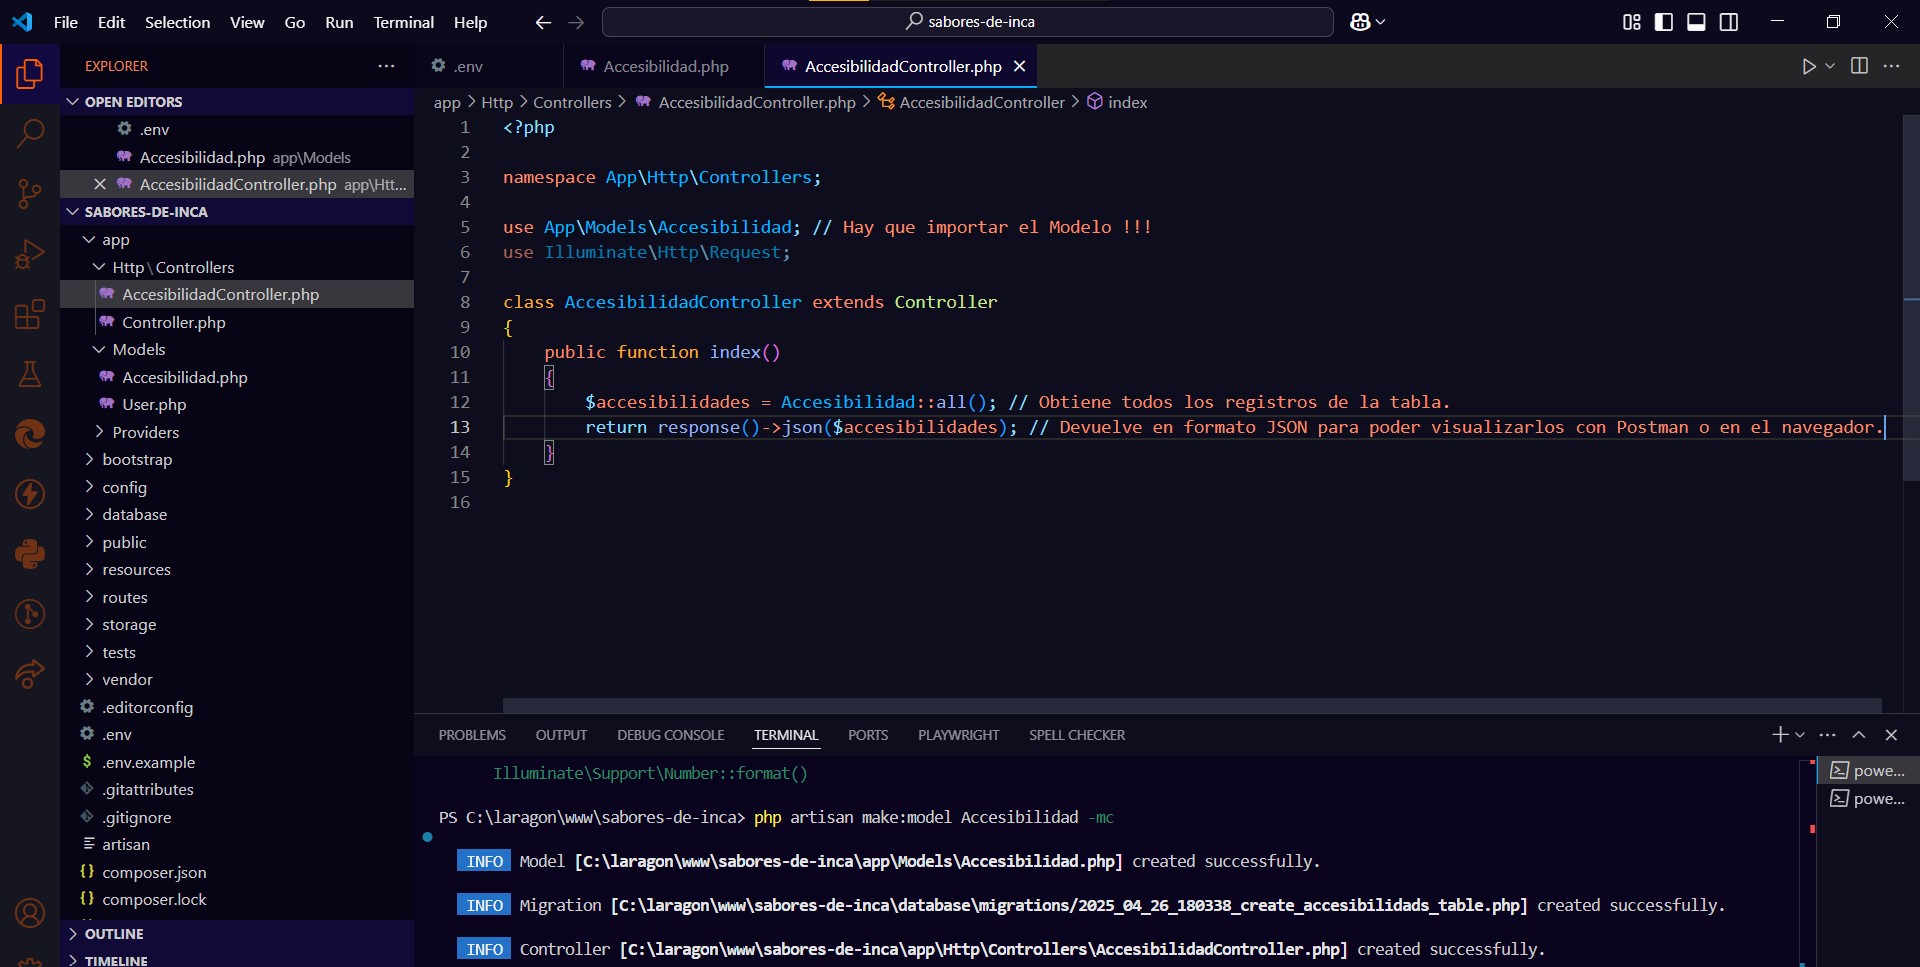 File Edit Selection View Go Run Terminal Help
sabores-de-inca
EXPLORER
OPEN EDITORS
.env
Accesibilidad.php app\Models
AccesibilidadController.php app\Htt...
SABORES-DE-INCA
app
Http\Controllers
AccesibilidadController.php
Controller.php
Models
Accesibilidad.php
User.php
Providers
bootstrap
config
database
public
resources
routes
storage
tests
vendor
.editorconfig
.env
.env.example
.gitattributes
.gitignore
artisan
composer.json
composer.lock
OUTLINE
TIMELINE
.env Accesibilidad.php AccesibilidadController.php
app > Http > Controllers > AccesibilidadController.php > AccesibilidadController > index
1 <?php
2
3 namespace App\Http\Controllers;
4
5 use App\Models\Accesibilidad; // Hay que importar el Modelo !!!
6 use Illuminate\Http\Request;
7
8 class AccesibilidadController extends Controller
9 {
10 public function index()
11 {
12 $accesibilidades = Accesibilidad::all(); // Obtiene todos los registros de la tabla.
13 return response()->json($accesibilidades); // Devuelve en formato JSON para poder visualizarlos con Postman o en el navegador.
14 }
15 }
16
PROBLEMS OUTPUT DEBUG CONSOLE TERMINAL PORTS PLAYWRIGHT SPELL CHECKER
Illuminate\Support\Number::format()
PS C:\laragon\www\sabores-de-inca> php artisan make:model Accesibilidad -mc
INFO Model [C:\laragon\www\sabores-de-inca\app\Models\Accesibilidad.php] created successfully.
INFO Migration [C:\laragon\www\sabores-de-inca\database\migrations/2025_04_26_180338_create_accesibilidads_table.php] created successfully.
INFO Controller [C:\laragon\www\sabores-de-inca\app\Http\Controllers\AccesibilidadController.php] created successfully.
powe...
powe...